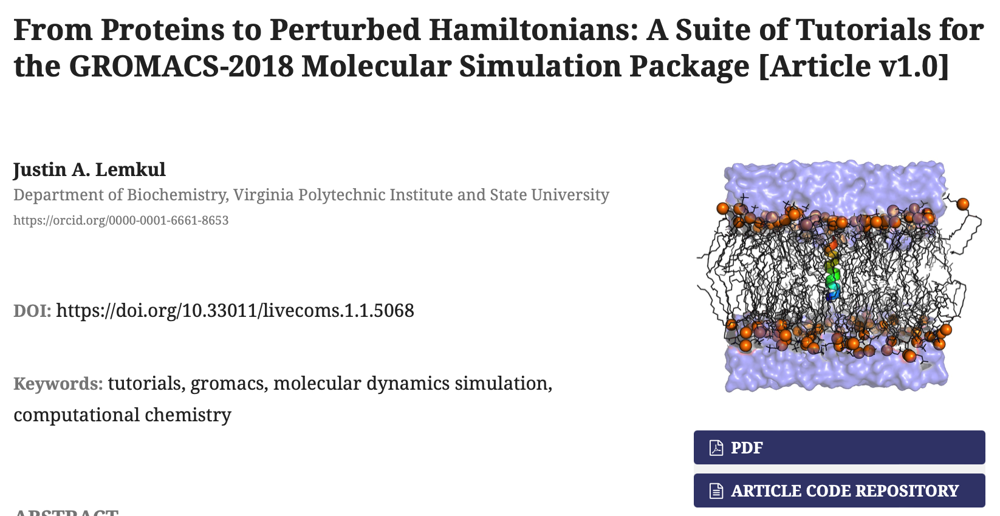 From Proteins to Perturbed Hamiltonians: A Suite of Tutorials for
the GROMACS-2018 Molecular Simulation Package [Article v1.0]
Justin A. Lemkul
Department of Biochemistry, Virginia Polytechnic Institute and State University
https://orcid.org/0000-0001-6661-8653
DOI: https://doi.org/10.33011/livecoms.1.1.5068
Keywords: tutorials, gromacs, molecular dynamics simulation,
computational chemistry
PDF
ARTICLE CODE REPOSITORY
ABSTRACT